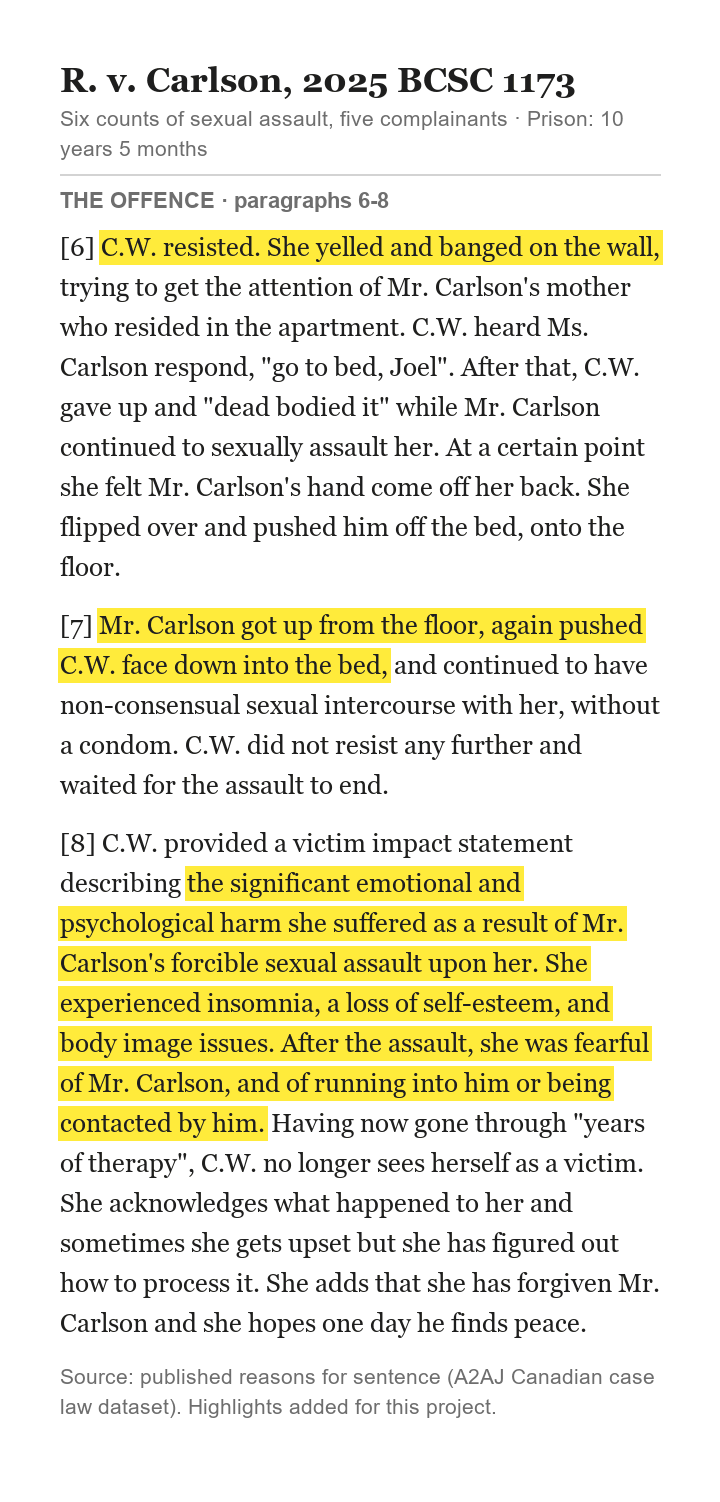 R. v. Carlson, 2025 BCSC 1173
Six counts of sexual assault, five complainants · Prison: 10
years 5 months
THE OFFENCE · paragraphs 6-8
[6] C.W. resisted. She yelled and banged on the wall,
trying to get the attention of Mr. Carlson's mother
who resided in the apartment. C.W. heard Ms.
Carlson respond, "go to bed, Joel". After that, C.W.
gave up and "dead bodied it" while Mr. Carlson
continued to sexually assault her. At a certain point
she felt Mr. Carlson's hand come off her back. She
flipped over and pushed him off the bed, onto the
floor.
[7] Mr. Carlson got up from the floor, again pushed
C.W. face down into the bed, and continued to have
non-consensual sexual intercourse with her, without
a condom. C.W. did not resist any further and
waited for the assault to end.
[8] C.W. provided a victim impact statement
describing the significant emotional and
psychological harm she suffered as a result of Mr.
Carlson's forcible sexual assault upon her. She
experienced insomnia, a loss of self-esteem, and
body image issues. After the assault, she was fearful
of Mr. Carlson, and of running into him or being
contacted by him. Having now gone through "years
of therapy", C.W. no longer sees herself as a victim.
She acknowledges what happened to her and
sometimes she gets upset but she has figured out
how to process it. She adds that she has forgiven Mr.
Carlson and she hopes one day he finds peace.
Source: published reasons for sentence (A2AJ Canadian case
law dataset). Highlights added for this project.